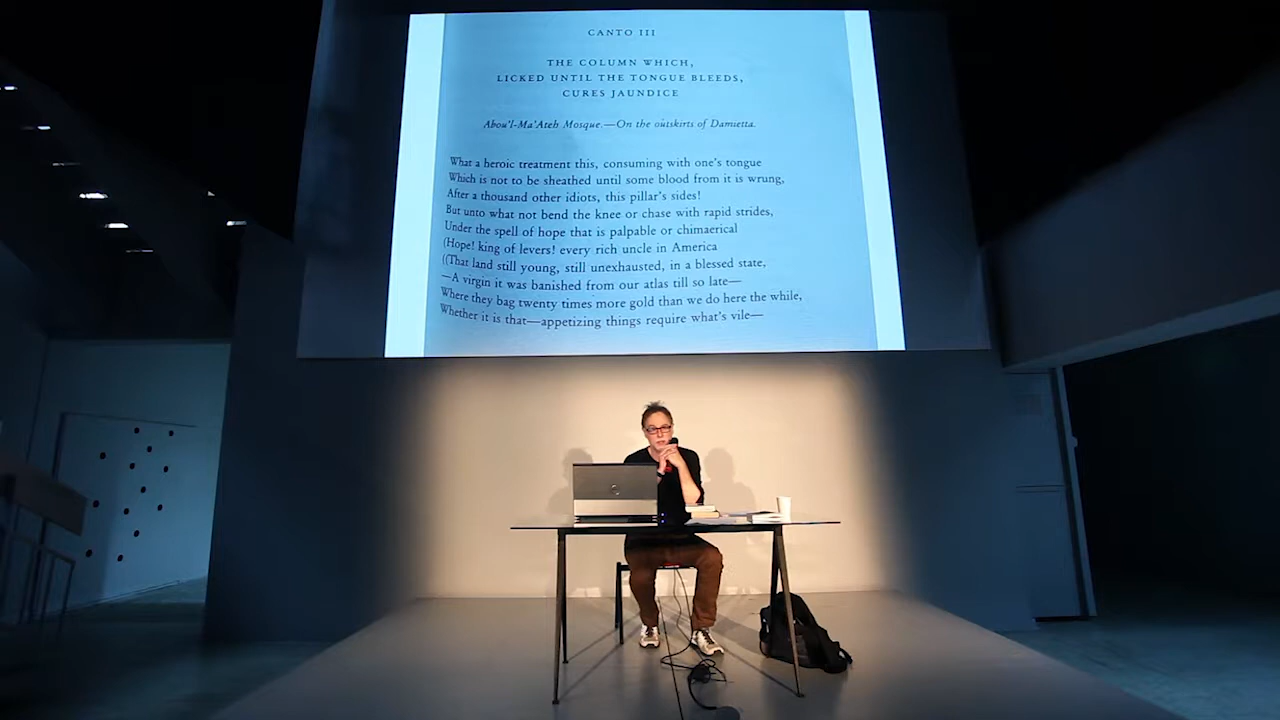 CANTO III
THE COLUMN WHICH,
LICKED UNTIL THE TONGUE BLEEDS,
CURES JAUNDICE
Abou'l-Ma'Ateh Mosque.—On the outskirts of Damietta.
What a heroic treatment this, consuming with one's tongue
Which is not to be sheathed until some blood from it is wrung,
After a thousand other idiots, this pillar's sides!
But unto what not bend the knee or chase with rapid strides,
Under the spell of hope that is palpable or chimaerical
(Hope! king of levers! every rich uncle in America
((That land still young, still unexhausted, in a blessed state,
—A virgin it was banished from our atlas till so late—
Where they bag twenty times more gold than we do here the while,
Whether it is that—appetizing things require what's vile—